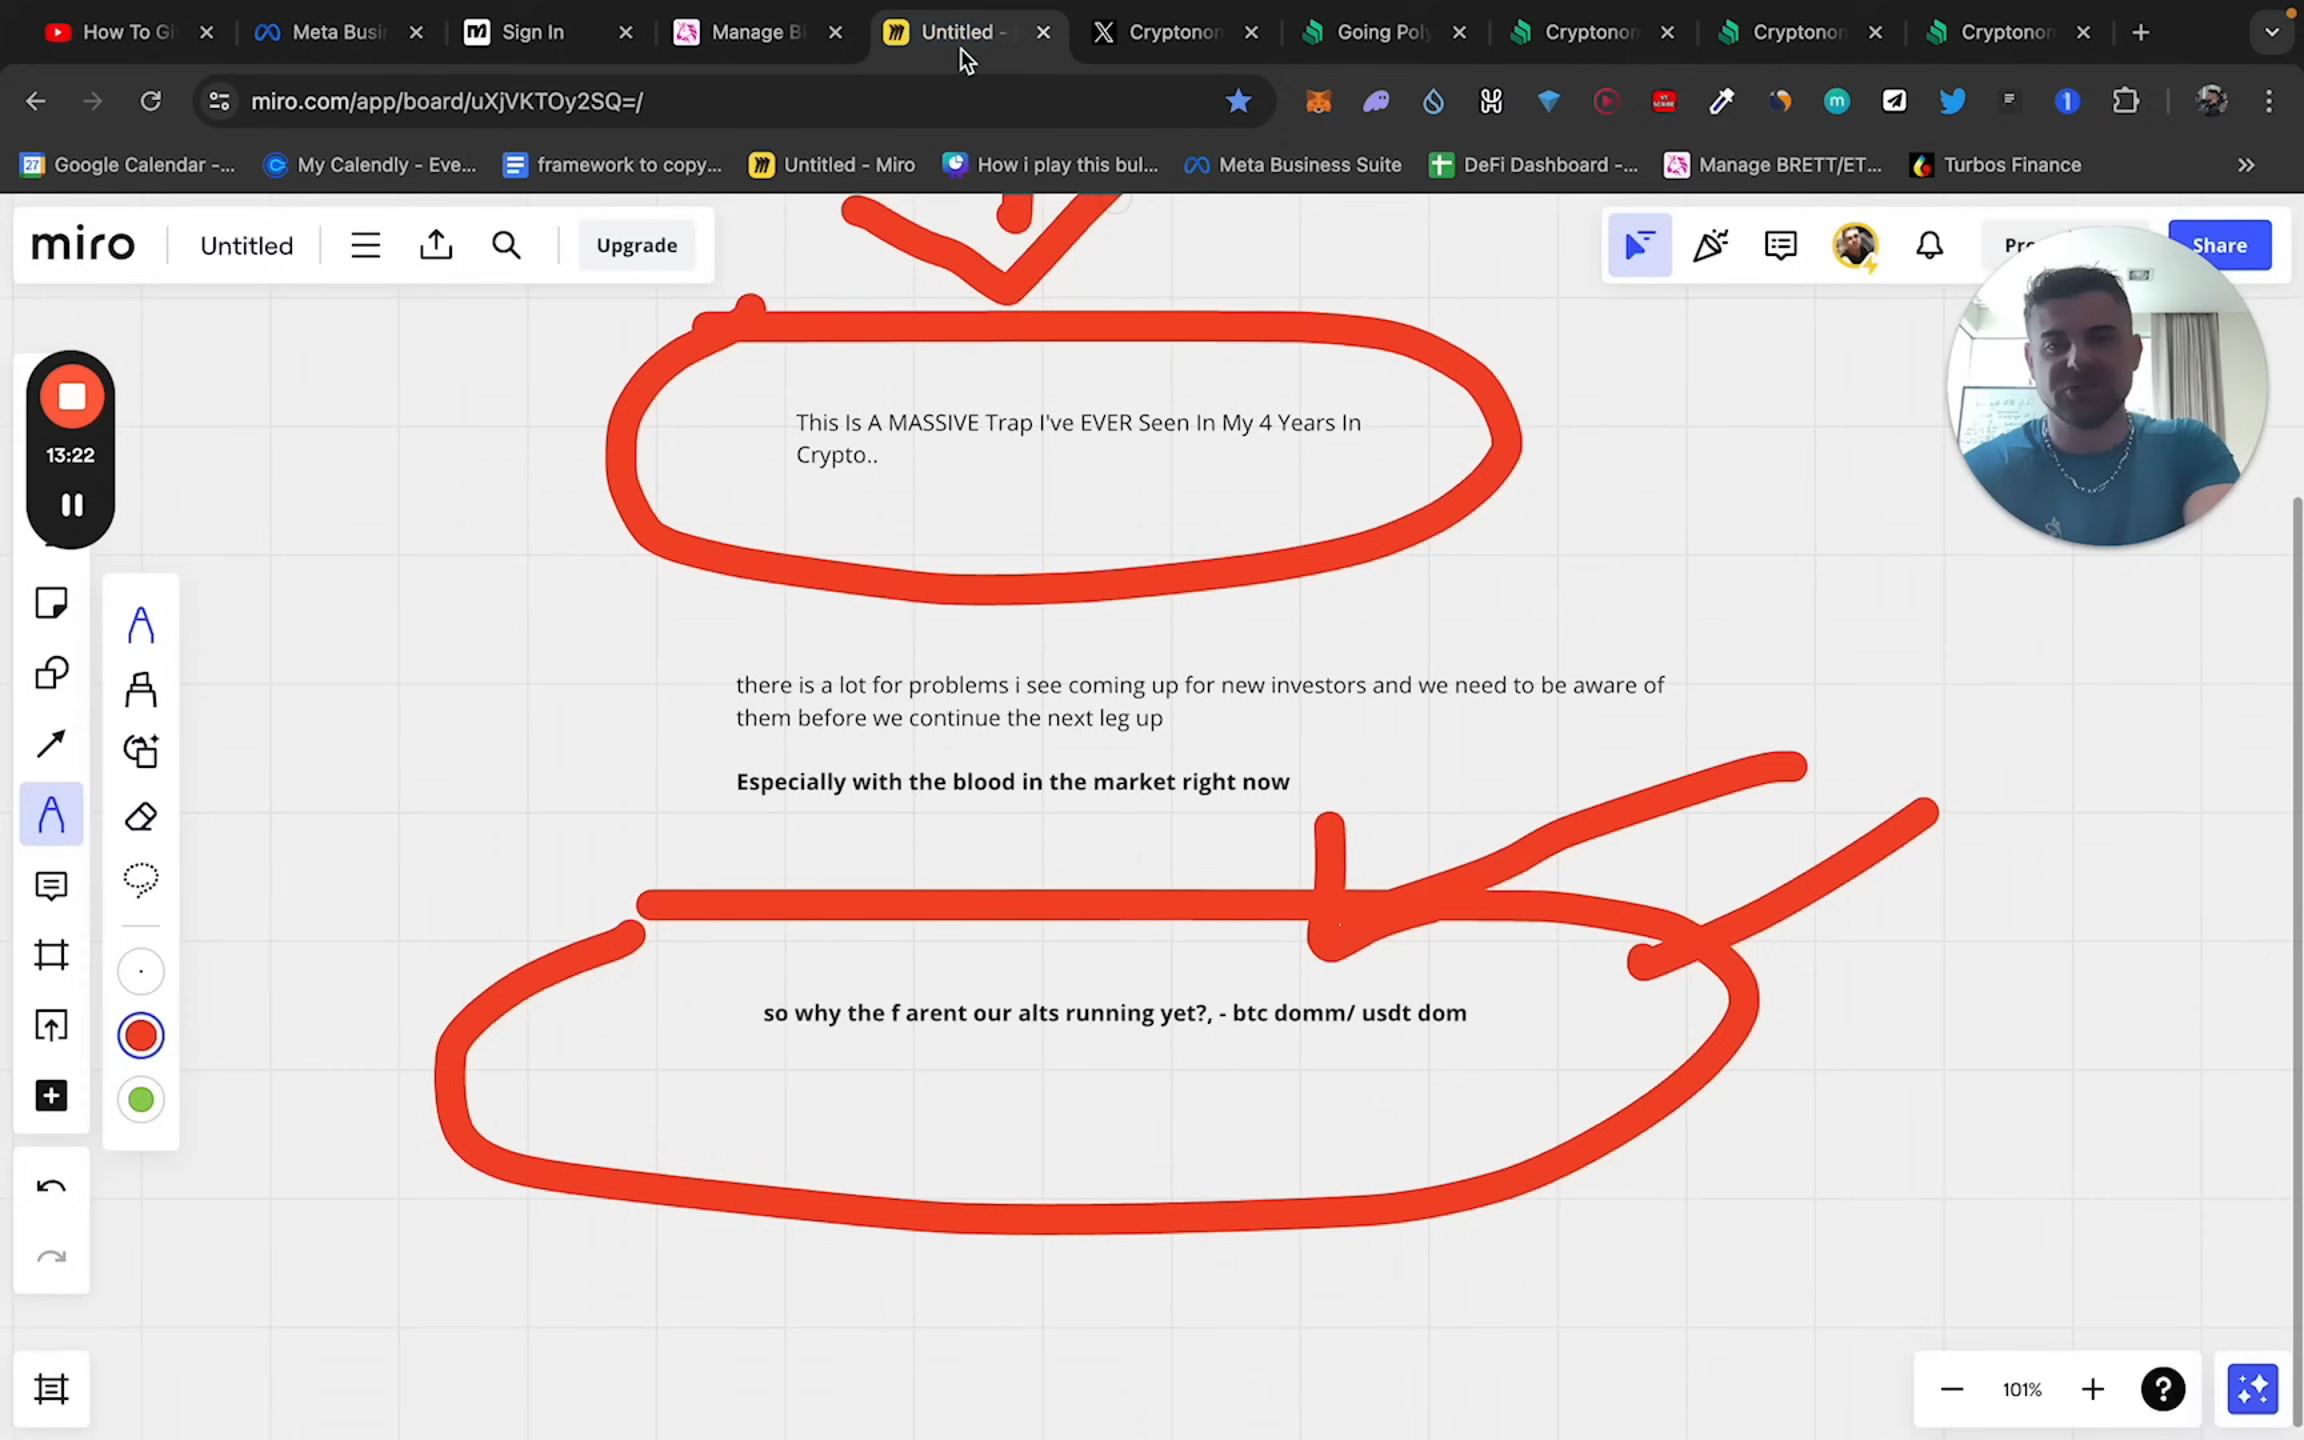 How To Gi
Meta Busi
Sign In
Manage B
Untitled -
Cryptonon
Going Poly
Cryptonon
Cryptonon
Cryptonon
miro.com/app/board/uXjVKTOy2SQ=/
Google Calendar -...
My Calendly - Eve...
framework to copy...
Untitled - Miro
How i play this bul...
Meta Business Suite
DeFi Dashboard -...
Manage BRETT/ET...
Turbos Finance
miro
Untitled
Upgrade
Share
13:22
This Is A MASSIVE Trap I've EVER Seen In My 4 Years In
Crypto..
there is a lot for problems i see coming up for new investors and we need to be aware of
them before we continue the next leg up
Especially with the blood in the market right now
so why the f arent our alts running yet?, - btc domm/ usdt dom
101%